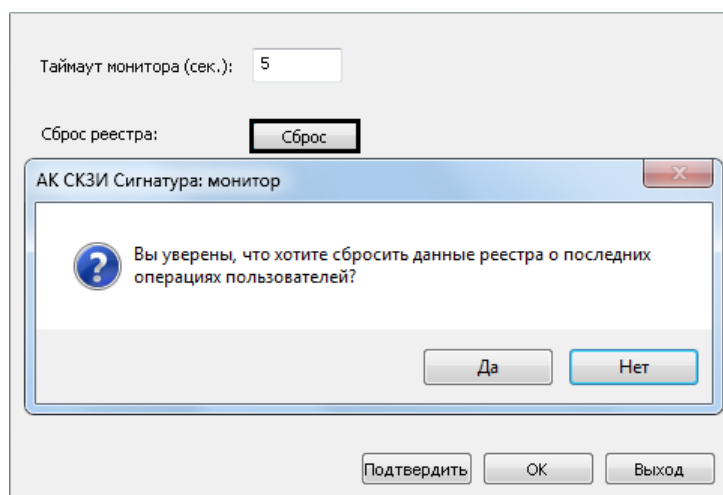 Таймаут монитора (сек.): 5
Сброс реестра: Сброс
АК СКЗИ Сигнатура: монитор
Вы уверены, что хотите сбросить данные реестра о последних
операциях пользователей?
Да Нет
Подтвердить ОК Выход